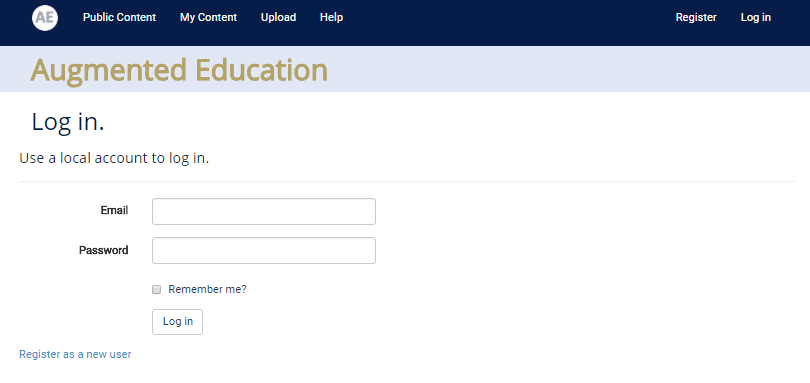 AE Public Content My Content Upload Help Register Log in
Augmented Education
Log in.
Use a local account to log in.
Email
Password
Remember me?
Log in
Register as a new user